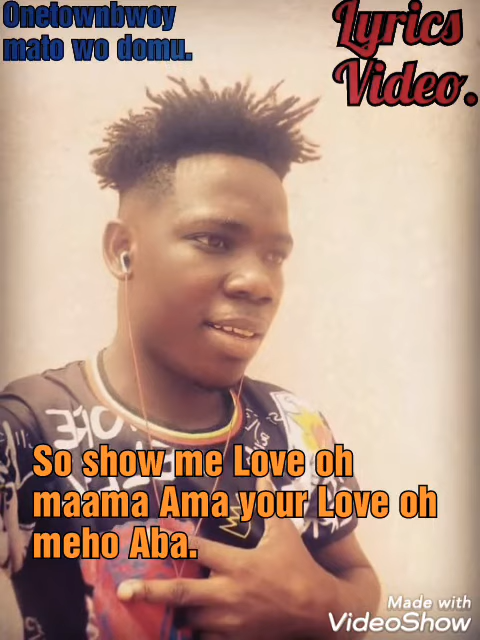 Onetownbwoy
mato wo domu.
Lyrics
Video.
So show me Love oh
maama Ama your Love oh
meho Aba.
Made with
VideoShow